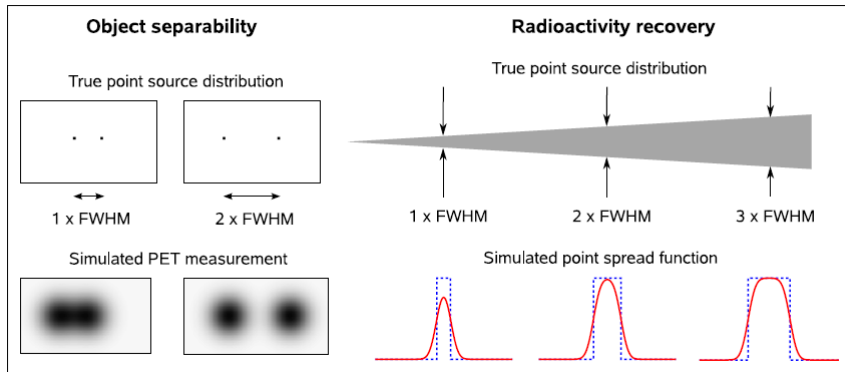 Object separability
True point source distribution
1 x FWHM
2 x FWHM
Simulated PET measurement
Radioactivity recovery
True point source distribution
1 x FWHM
2 x FWHM
3 x FWHM
Simulated point spread function